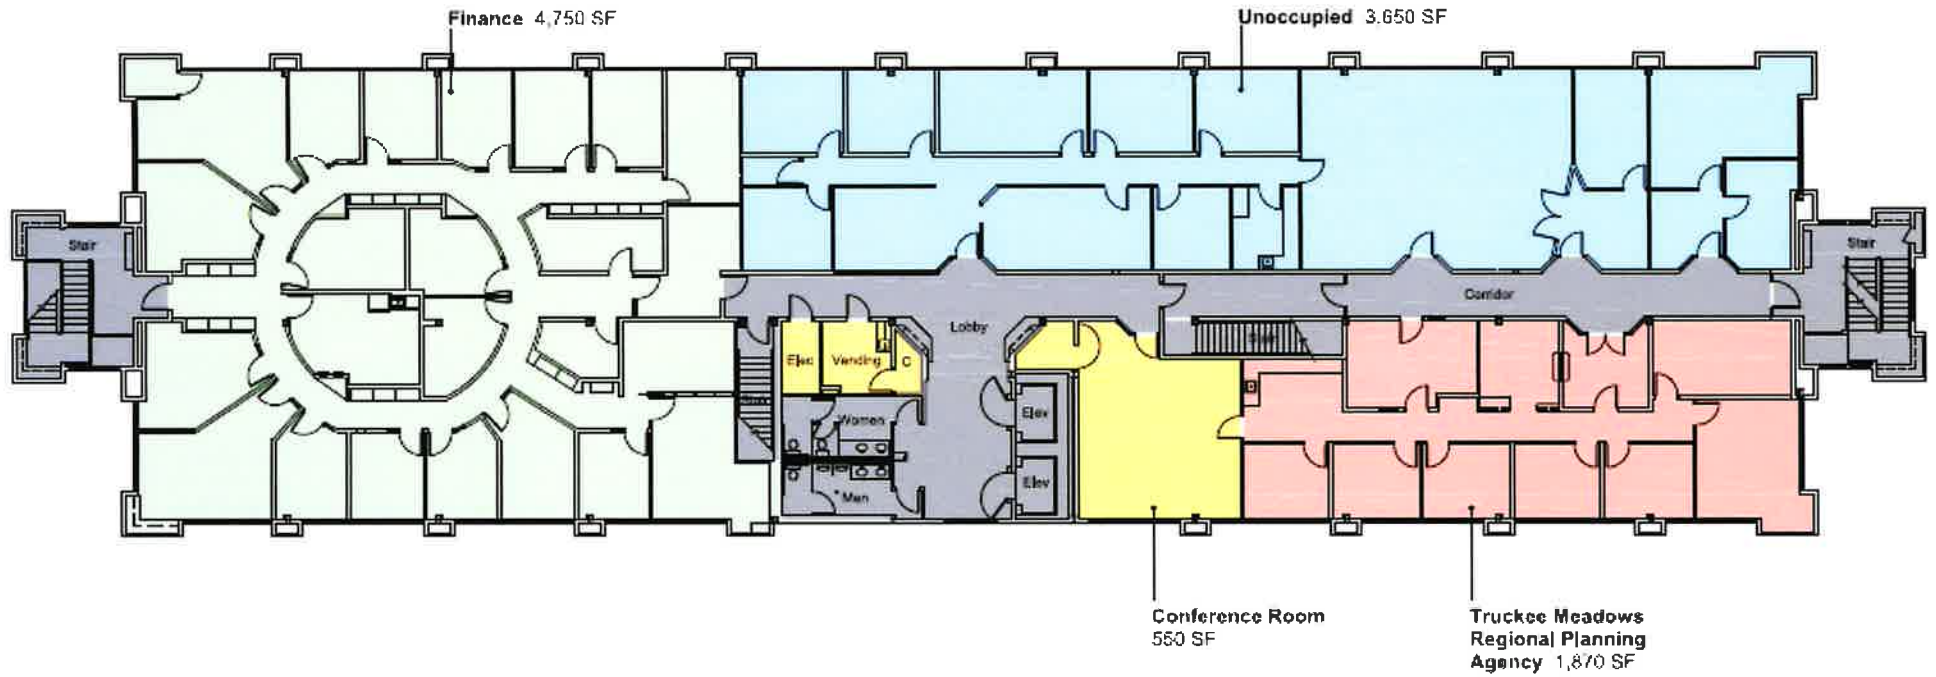 Finance 4,750 SF
Unoccupied 3.650 SF
Stair
Stair
Corridor
Lobby
Stair
Elec
Vending
C
Elev
Women
Elev
Men
Conference Room
550 SF
Truckee Meadows
Regional Planning
Agency 1,870 SF